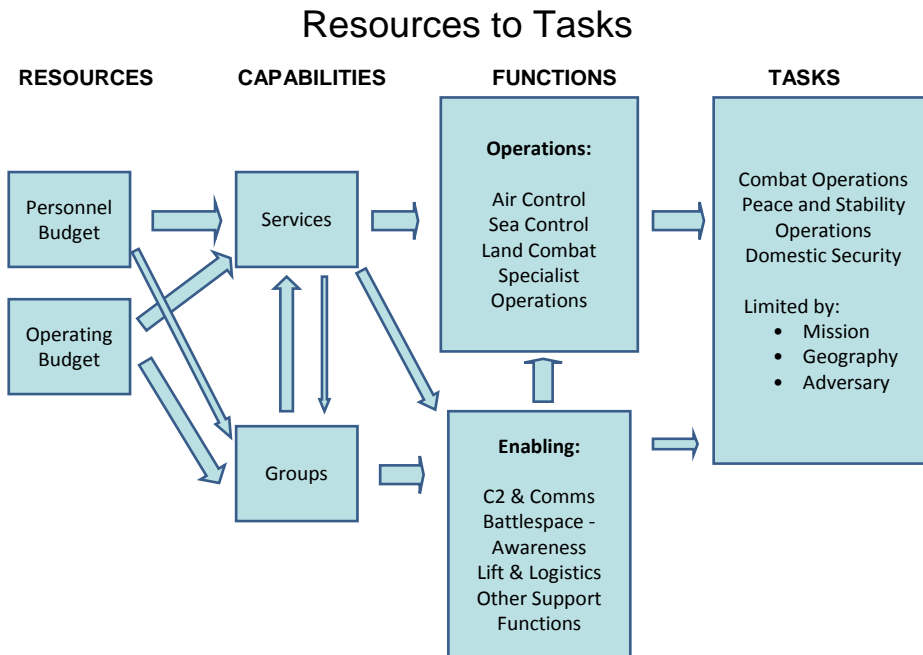 Resources to Tasks
RESOURCES
CAPABILITIES
FUNCTIONS
TASKS
Personnel
Budget
Operating
Budget
Services
Groups
Operations:
Air Control
Sea Control
Land Combat
Specialist
Operations
Enabling:
C2 & Comms
Battlespace -
Awareness
Lift & Logistics
Other Support
Functions
Combat Operations
Peace and Stability
Operations
Domestic Security
Limited by:
• Mission
• Geography
• Adversary